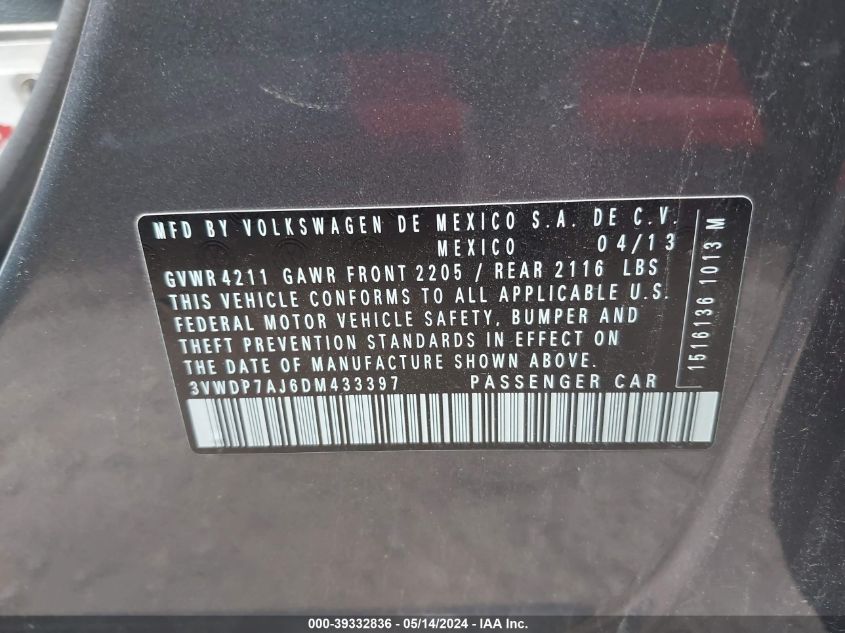 MFD BY VOLKSWAGEN DE MEXICO S.A. DE C.V.
MEXICO 04/13
GVWR 4211 GAWR FRONT 2205 / REAR 2116 LBS
THIS VEHICLE CONFORMS TO ALL APPLICABLE U.S.
FEDERAL MOTOR VEHICLE SAFETY, BUMPER AND
THEFT PREVENTION STANDARDS IN EFFECT ON
THE DATE OF MANUFACTURE SHOWN ABOVE.
3VWDP7AJ6DM433397 PASSENGER CAR
1516136 1013 M
000-39332836 - 05/14/2024 - IAA Inc.